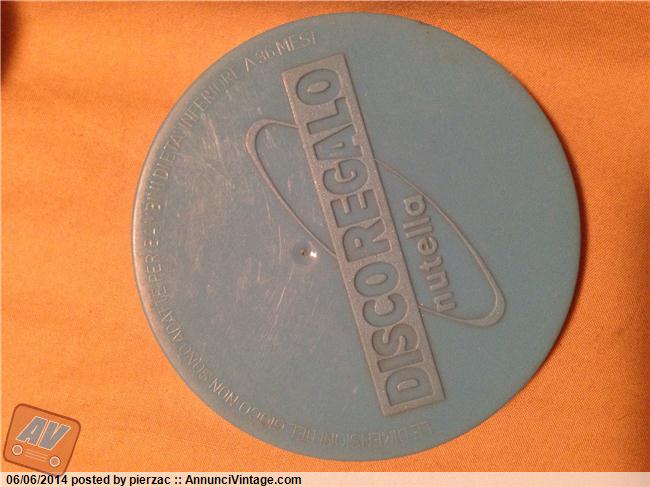 DISCOREGALO
nutella
LE DIMENSIONI DEL GIOCO NON SONO ADATTE PER BAMBINI DI ETA' INFERIORE A 36 MESI
AV
06/06/2014 posted by pierzac :: AnnunciVintage.com